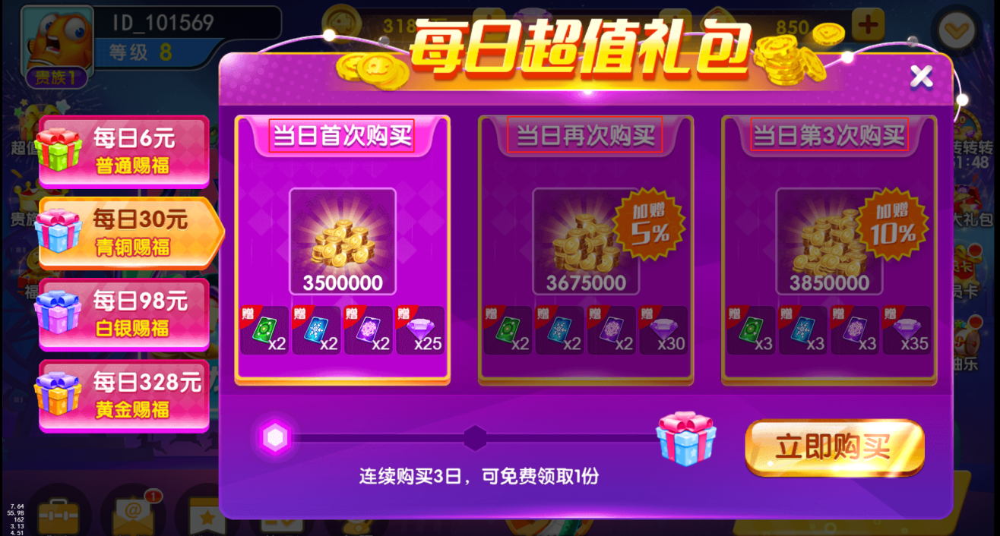 ID_101569
等级 8
贵族1
318
850
每日超值礼包
每日6元
普通赐福
每日30元
青铜赐福
每日98元
白银赐福
每日328元
黄金赐福
当日首次购买
3500000
赠 x2
赠 x2
赠 x2
赠 x25
当日再次购买
加赠
5%
3675000
赠 x2
赠 x2
赠 x2
赠 x30
当日第3次购买
加赠
10%
3850000
赠 x3
赠 x3
赠 x3
赠 x35
连续购买3日，可免费领取1份
立即购买
超值
贵族
福
转转
1:48
大礼包
员卡
1
7.64
55.98
162
3.13
4.51